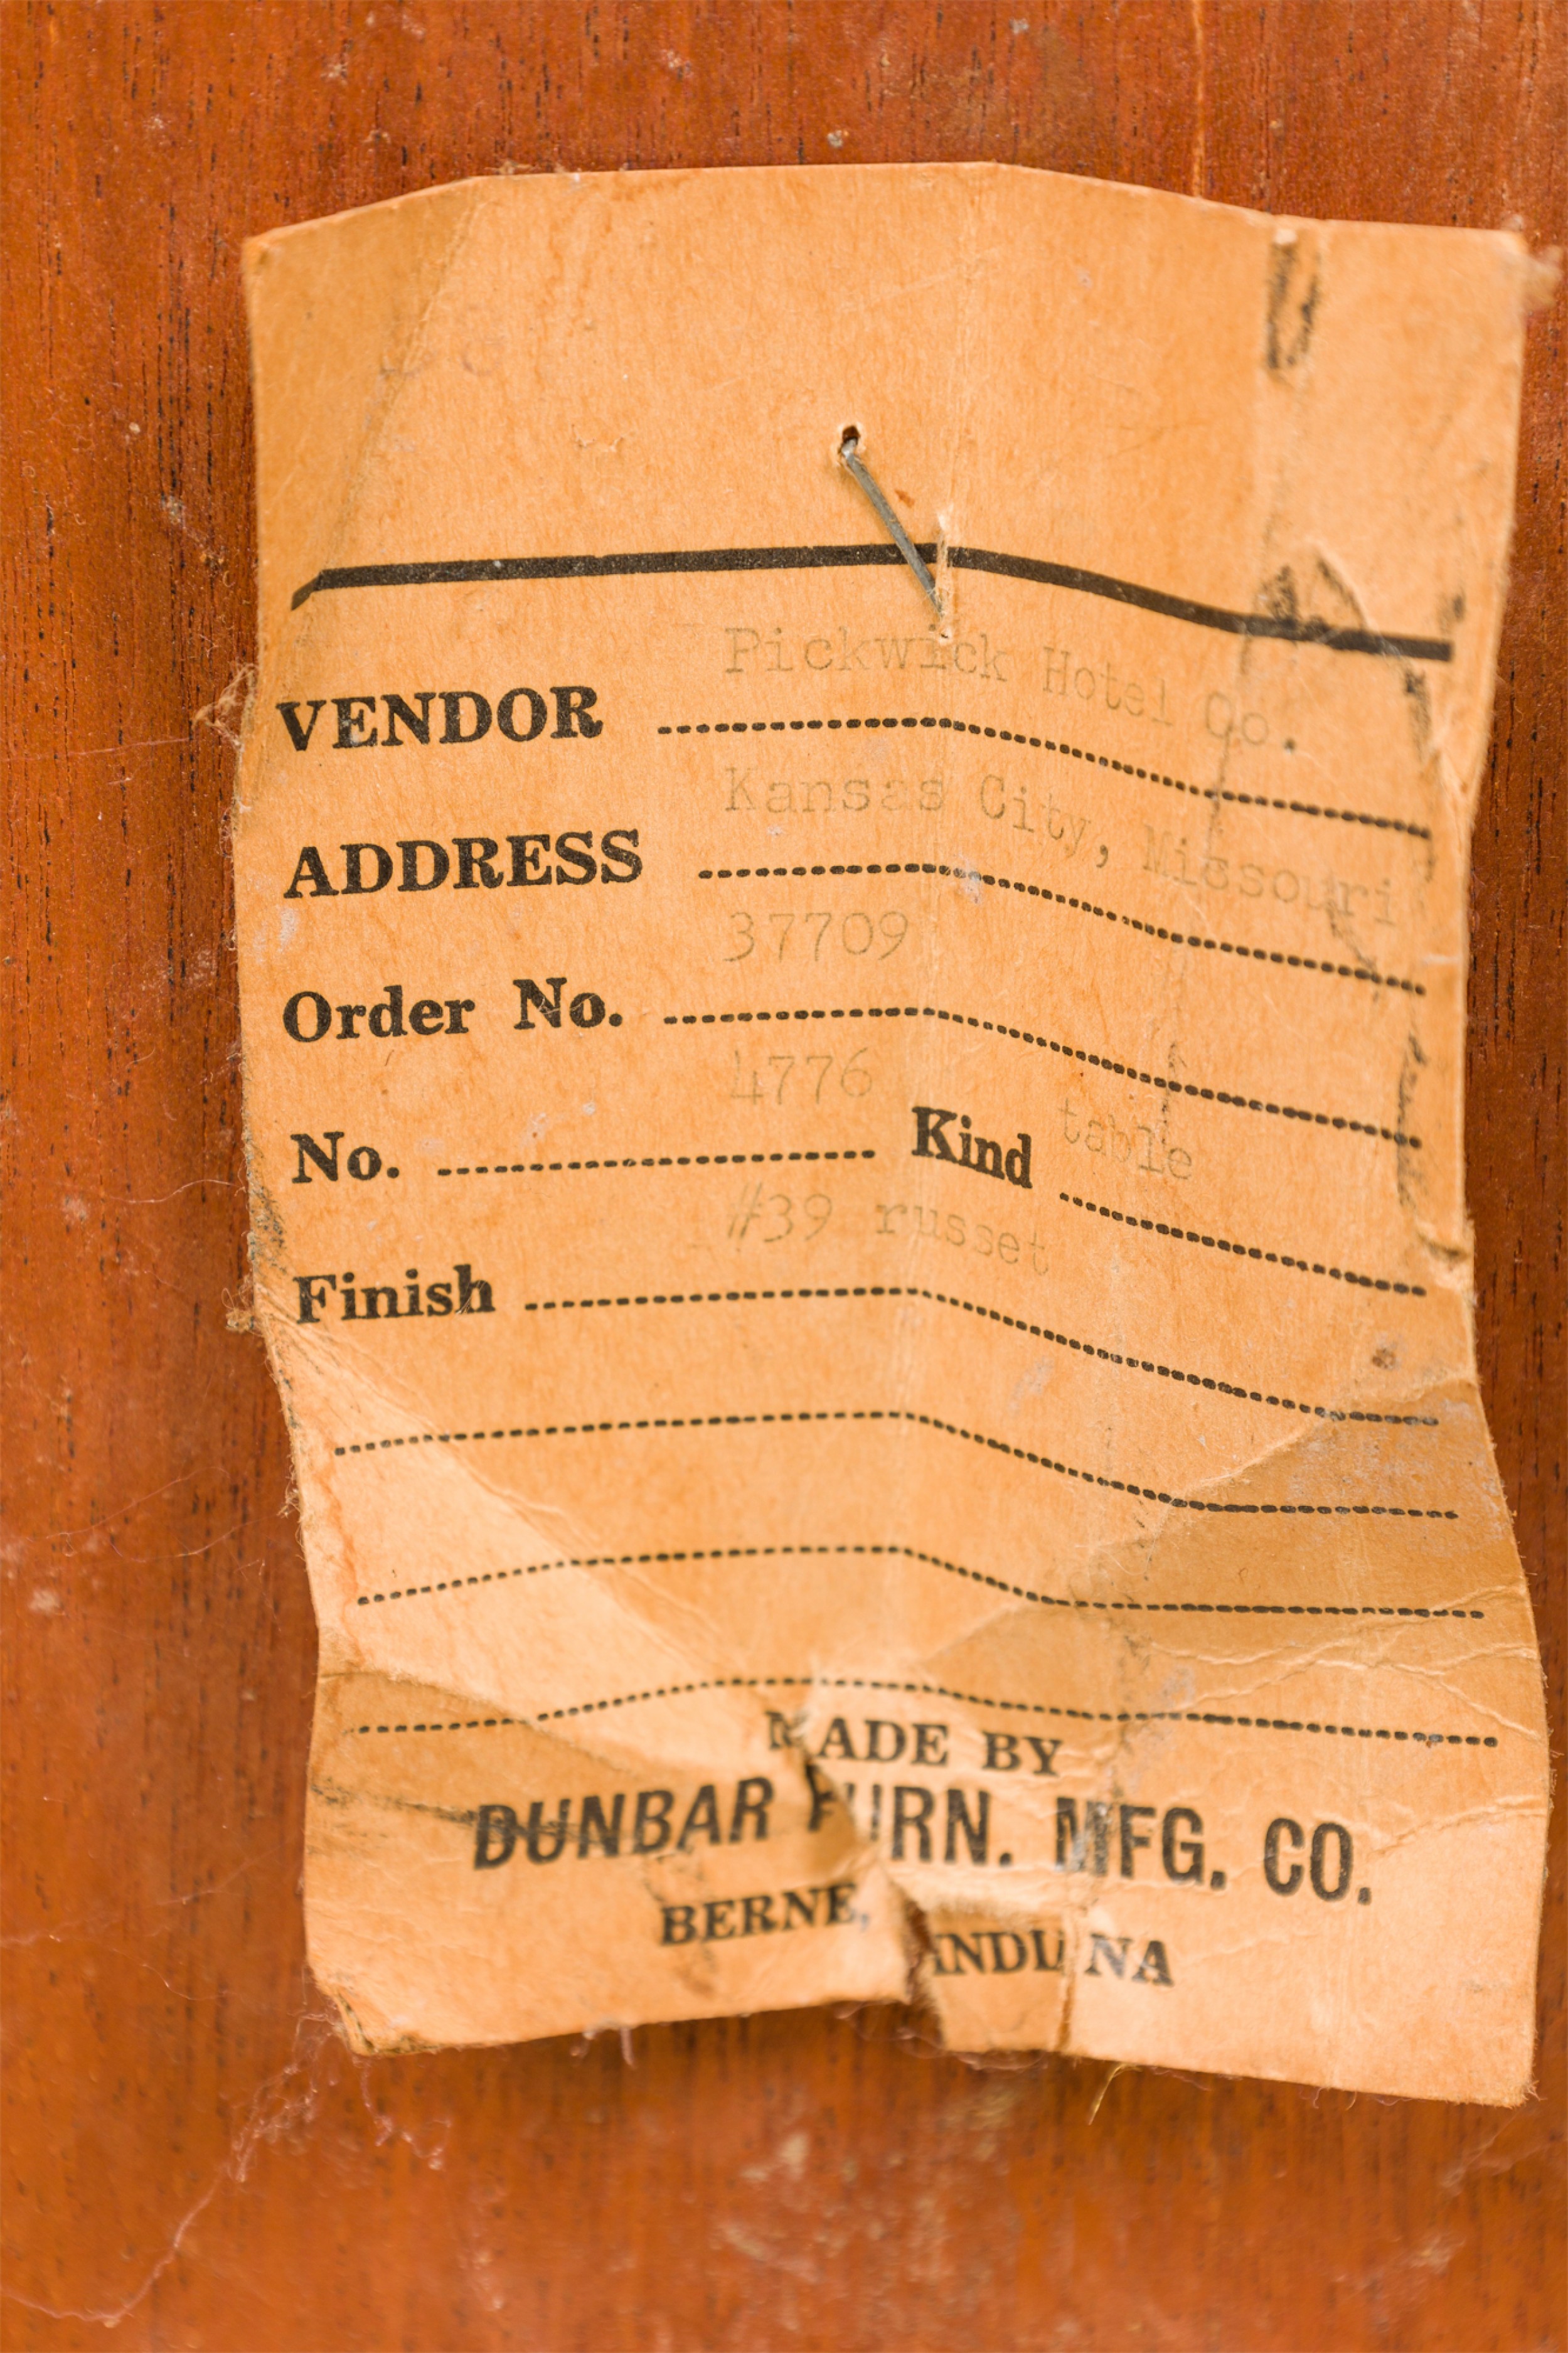 Pickwick Hotel Co.
VENDOR
Kansas City, Missouri
ADDRESS
37709
Order No.
4776
No. Kind table
#39 russet
Finish
MADE BY
DUNBAR FURN. MFG. CO.
BERNE, INDIANA